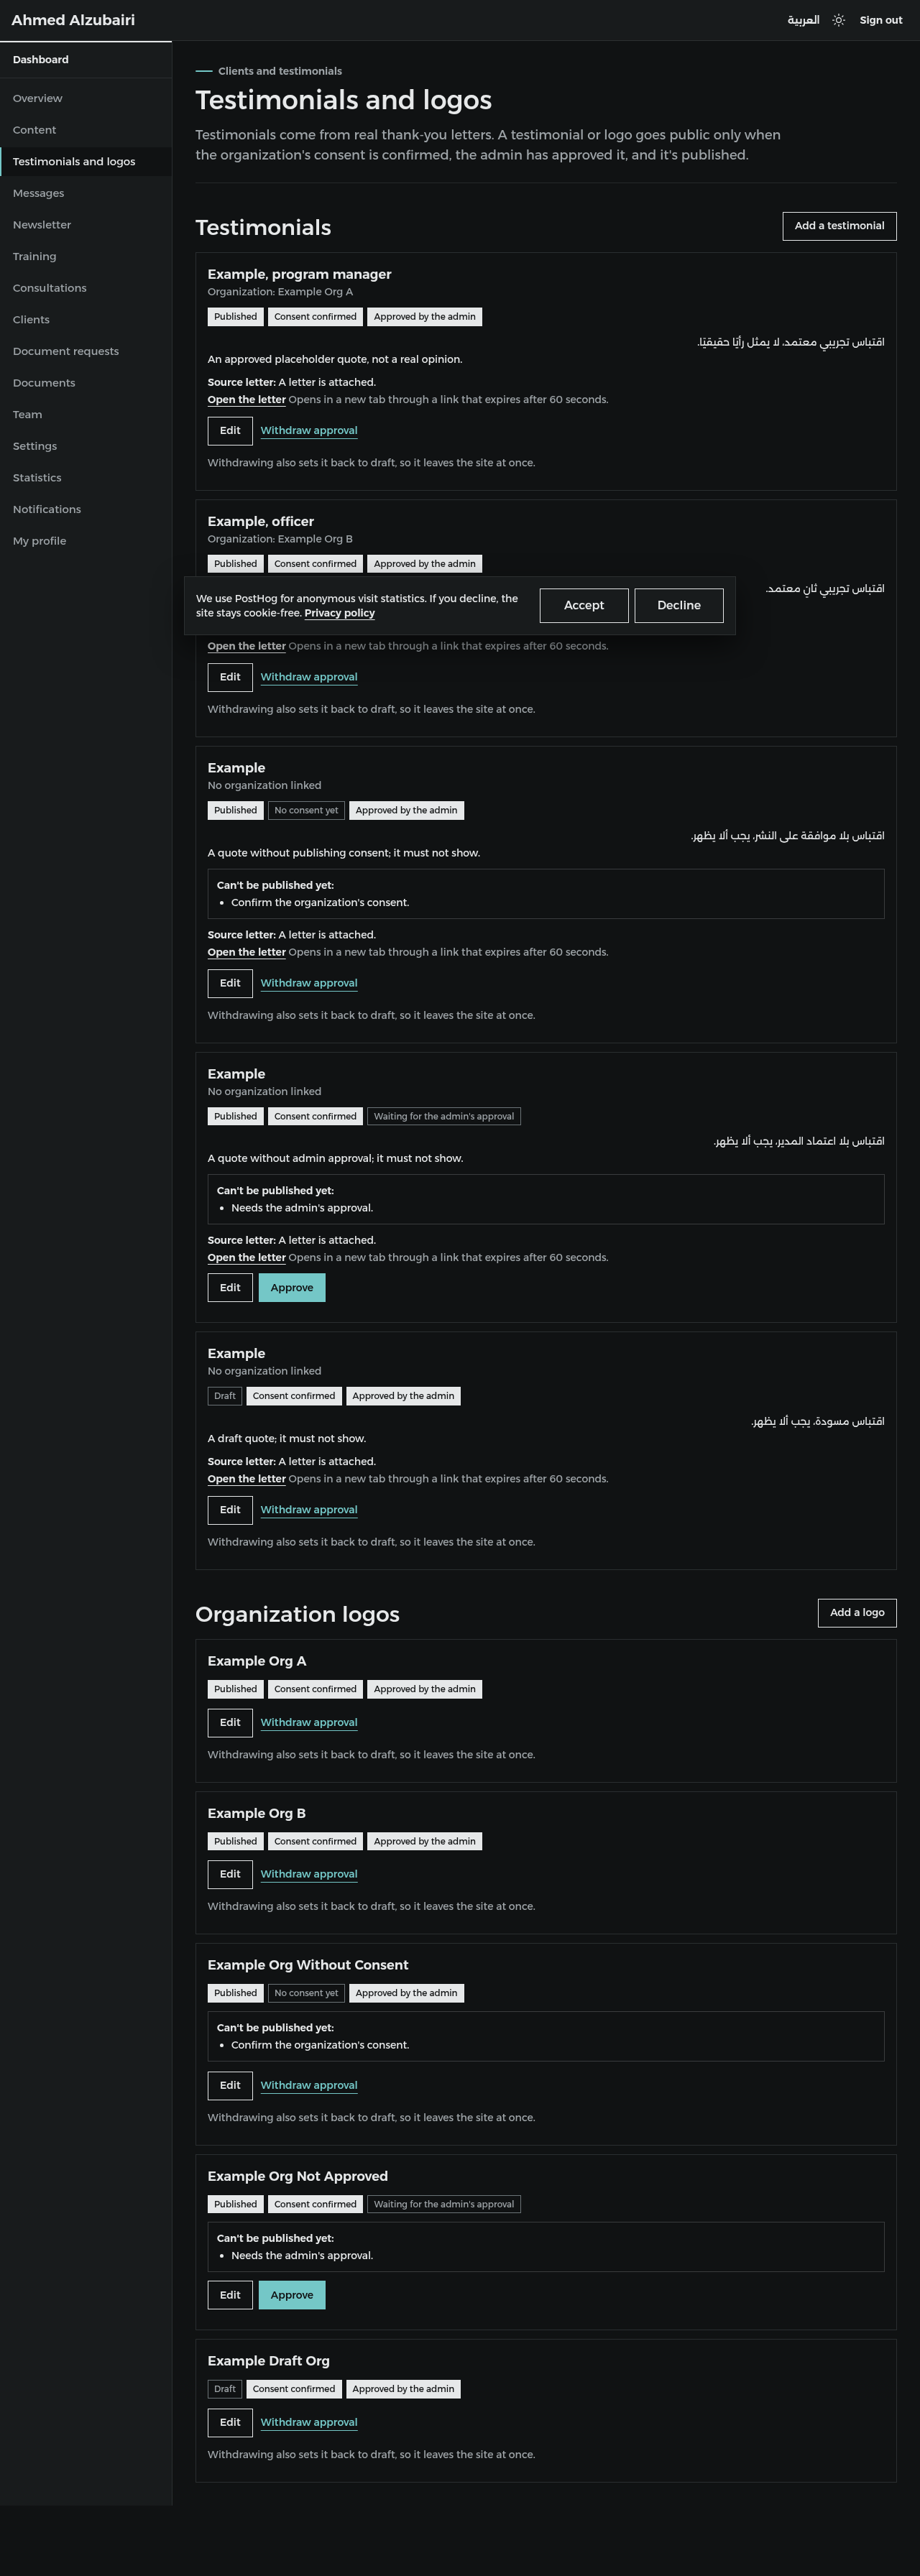 Ahmed Alzubairi
العربية
Sign out
Dashboard
Overview
Content
Testimonials and logos
Messages
Newsletter
Training
Consultations
Clients
Document requests
Documents
Team
Settings
Statistics
Notifications
My profile
Clients and testimonials
Testimonials and logos
Testimonials come from real thank-you letters. A testimonial or logo goes public only when
the organization's consent is confirmed, the admin has approved it, and it's published.
Testimonials
Add a testimonial
Example, program manager
Organization: Example Org A
Published Consent confirmed Approved by the admin
اقتباس تجريبي معتمد، لا يمثل رأيًا حقيقيًا.
An approved placeholder quote, not a real opinion.
Source letter: A letter is attached.
Open the letter Opens in a new tab through a link that expires after 60 seconds.
Edit Withdraw approval
Withdrawing also sets it back to draft, so it leaves the site at once.
Example, officer
Organization: Example Org B
Published Consent confirmed Approved by the admin
اقتباس تجريبي ثانٍ معتمد.
We use PostHog for anonymous visit statistics. If you decline, the
site stays cookie-free. Privacy policy
Accept Decline
Open the letter Opens in a new tab through a link that expires after 60 seconds.
Edit Withdraw approval
Withdrawing also sets it back to draft, so it leaves the site at once.
Example
No organization linked
Published No consent yet Approved by the admin
اقتباس بلا موافقة على النشر، يجب ألا يظهر.
A quote without publishing consent; it must not show.
Can't be published yet:
• Confirm the organization's consent.
Source letter: A letter is attached.
Open the letter Opens in a new tab through a link that expires after 60 seconds.
Edit Withdraw approval
Withdrawing also sets it back to draft, so it leaves the site at once.
Example
No organization linked
Published Consent confirmed Waiting for the admin's approval
اقتباس بلا اعتماد المدير، يجب ألا يظهر.
A quote without admin approval; it must not show.
Can't be published yet:
• Needs the admin's approval.
Source letter: A letter is attached.
Open the letter Opens in a new tab through a link that expires after 60 seconds.
Edit Approve
Example
No organization linked
Draft Consent confirmed Approved by the admin
اقتباس مسودة، يجب ألا يظهر.
A draft quote; it must not show.
Source letter: A letter is attached.
Open the letter Opens in a new tab through a link that expires after 60 seconds.
Edit Withdraw approval
Withdrawing also sets it back to draft, so it leaves the site at once.
Organization logos
Add a logo
Example Org A
Published Consent confirmed Approved by the admin
Edit Withdraw approval
Withdrawing also sets it back to draft, so it leaves the site at once.
Example Org B
Published Consent confirmed Approved by the admin
Edit Withdraw approval
Withdrawing also sets it back to draft, so it leaves the site at once.
Example Org Without Consent
Published No consent yet Approved by the admin
Can't be published yet:
• Confirm the organization's consent.
Edit Withdraw approval
Withdrawing also sets it back to draft, so it leaves the site at once.
Example Org Not Approved
Published Consent confirmed Waiting for the admin's approval
Can't be published yet:
• Needs the admin's approval.
Edit Approve
Example Draft Org
Draft Consent confirmed Approved by the admin
Edit Withdraw approval
Withdrawing also sets it back to draft, so it leaves the site at once.